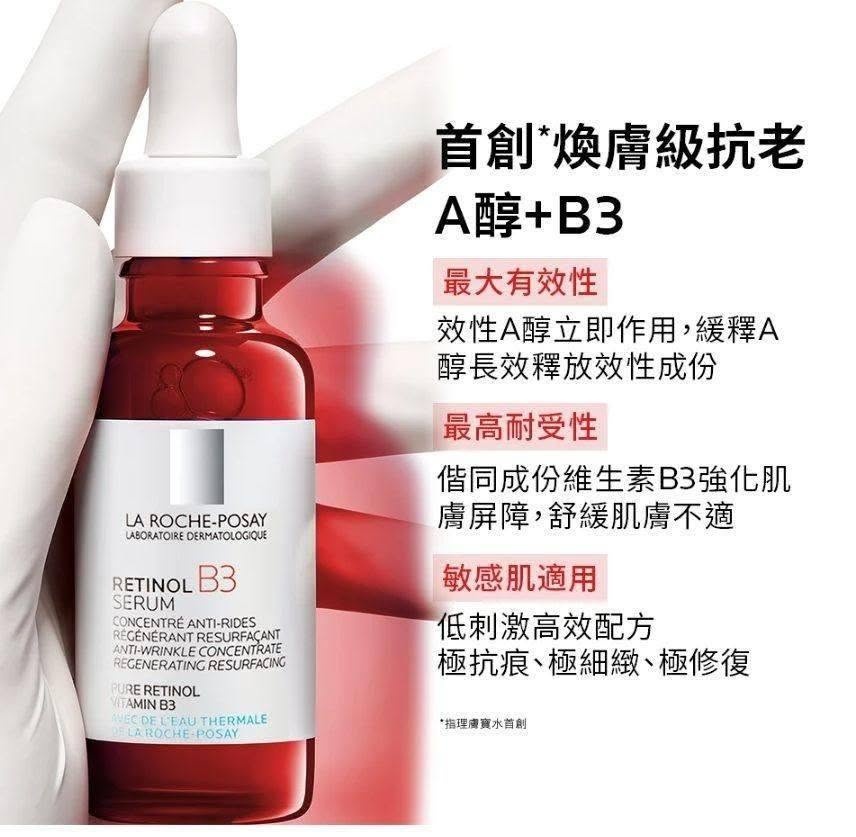 首創*煥膚級抗老
A醇+B3
最大有效性
效性A醇立即作用,緩釋A
醇長效釋放效性成份
最高耐受性
偕同成份維生素B3強化肌
膚屏障,舒緩肌膚不適
敏感肌適用
低刺激高效配方
極抗痕、極細緻、極修復
*指理膚寶水首創
LA ROCHE-POSAY
LABORATOIRE DERMATOLOGIQUE
RETINOL B3
SERUM
CONCENTRÉ ANTI-RIDES
RÉGÉNÉRANT RESURFAÇANT
ANTI-WRINKLE CONCENTRATE
REGENERATING RESURFACING
PURE RETINOL
VITAMIN B3
AVEC DE L'EAU THERMALE
DE LA ROCHE-POSAY